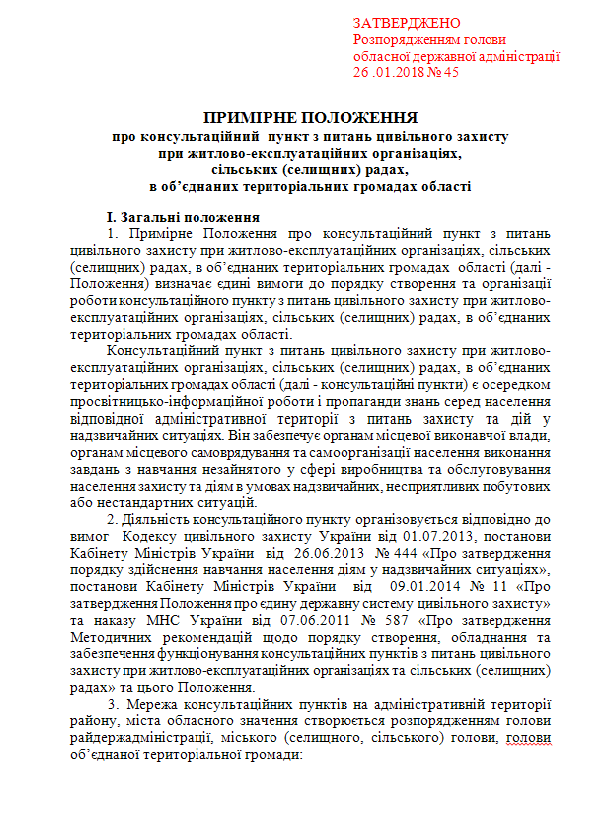 ЗАТВЕРДЖЕНО
Розпорядженням голови
обласної державної адміністрації
26 .01.2018 № 45
ПРИМІРНЕ ПОЛОЖЕННЯ
про консультаційний пункт з питань цивільного захисту
при житлово-експлуатаційних організаціях,
сільських (селищних) радах,
в об’єднаних територіальних громадах області
І. Загальні положення
1. Примірне Положення про консультаційний пункт з питань
цивільного захисту при житлово-експлуатаційних організаціях, сільських
(селищних) радах, в об’єднаних територіальних громадах області (далі -
Положення) визначає єдині вимоги до порядку створення та організації
роботи консультаційного пункту з питань цивільного захисту при житлово-
експлуатаційних організаціях, сільських (селищних) радах, в об’єднаних
територіальних громадах області.
Консультаційний пункт з питань цивільного захисту при житлово-
експлуатаційних організаціях, сільських (селищних) радах, в об’єднаних
територіальних громадах області (далі - консультаційні пункти) є осередком
просвітницько-інформаційної роботи і пропаганди знань серед населення
відповідної адміністративної території з питань захисту та дій у
надзвичайних ситуаціях. Він забезпечує органам місцевої виконавчої влади,
органам місцевого самоврядування та самоорганізації населення виконання
завдань з навчання незайнятого у сфері виробництва та обслуговування
населення захисту та діям в умовах надзвичайних, несприятливих побутових
або нестандартних ситуацій.
2. Діяльність консультаційного пункту організовується відповідно до
вимог Кодексу цивільного захисту України від 01.07.2013, постанови
Кабінету Міністрів України від 26.06.2013 № 444 «Про затвердження
порядку здійснення навчання населення діям у надзвичайних ситуаціях»,
постанови Кабінету Міністрів України від 09.01.2014 № 11 «Про
затвердження Положення про єдину державну систему цивільного захисту»
та наказу МНС України від 07.06.2011 № 587 «Про затвердження
Методичних рекомендацій щодо порядку створення, обладнання та
забезпечення функціонування консультаційних пунктів з питань цивільного
захисту при житлово-експлуатаційних організаціях та сільських (селищних)
радах» та цього Положення.
3. Мережа консультаційних пунктів на адміністративній території
району, міста обласного значення створюється розпорядженням голови
райдержадміністрації, міського (селищного, сільського) голови, голови
об’єднаної територіальної громади: